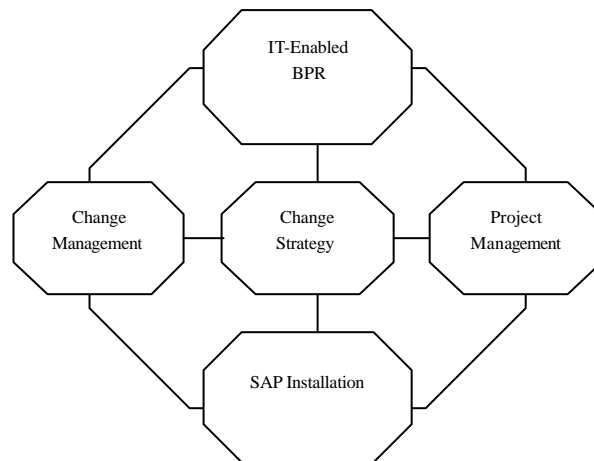 IT-Enabled
BPR
Change
Management
Change
Strategy
Project
Management
SAP Installation